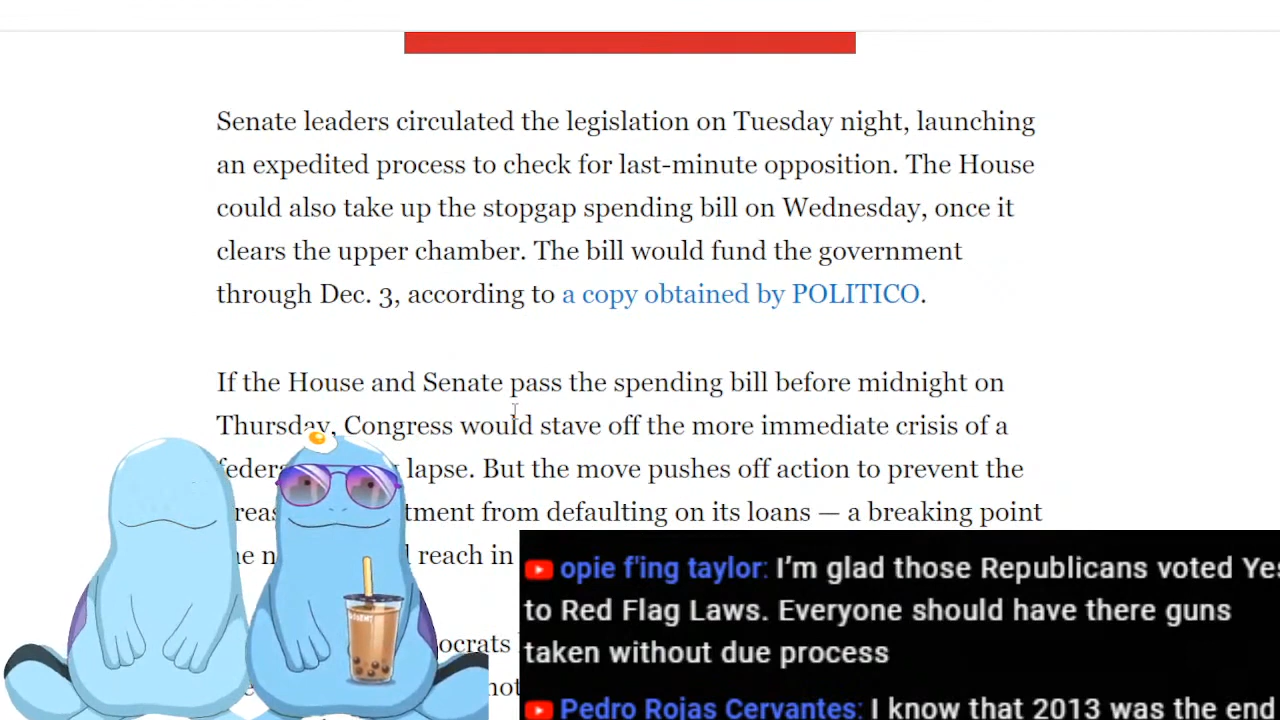 Senate leaders circulated the legislation on Tuesday night, launching
an expedited process to check for last-minute opposition. The House
could also take up the stopgap spending bill on Wednesday, once it
clears the upper chamber. The bill would fund the government
through Dec. 3, according to a copy obtained by POLITICO.
If the House and Senate pass the spending bill before midnight on
Thursday, Congress would stave off the more immediate crisis of a
lapse. But the move pushes off action to prevent the
from defaulting on its loans — a breaking point
reach in
opie f'ing taylor: I'm glad those Republicans voted
to Red Flag Laws. Everyone should have there guns
taken without due process
Pedro Rojas Cervantes: I know that 2013 was the end